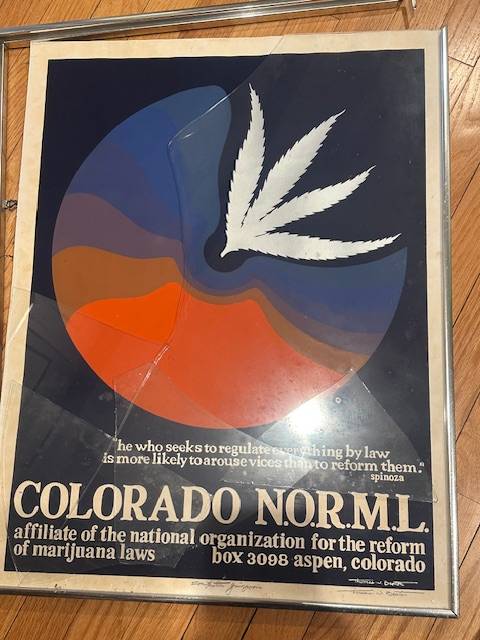 "he who seeks to regulate everything by law
is more likely to arouse vices than to reform them."
spinoza
COLORADO N.O.R.M.L.
affiliate of the national organization for the reform
of marijuana laws box 3098 aspen, colorado